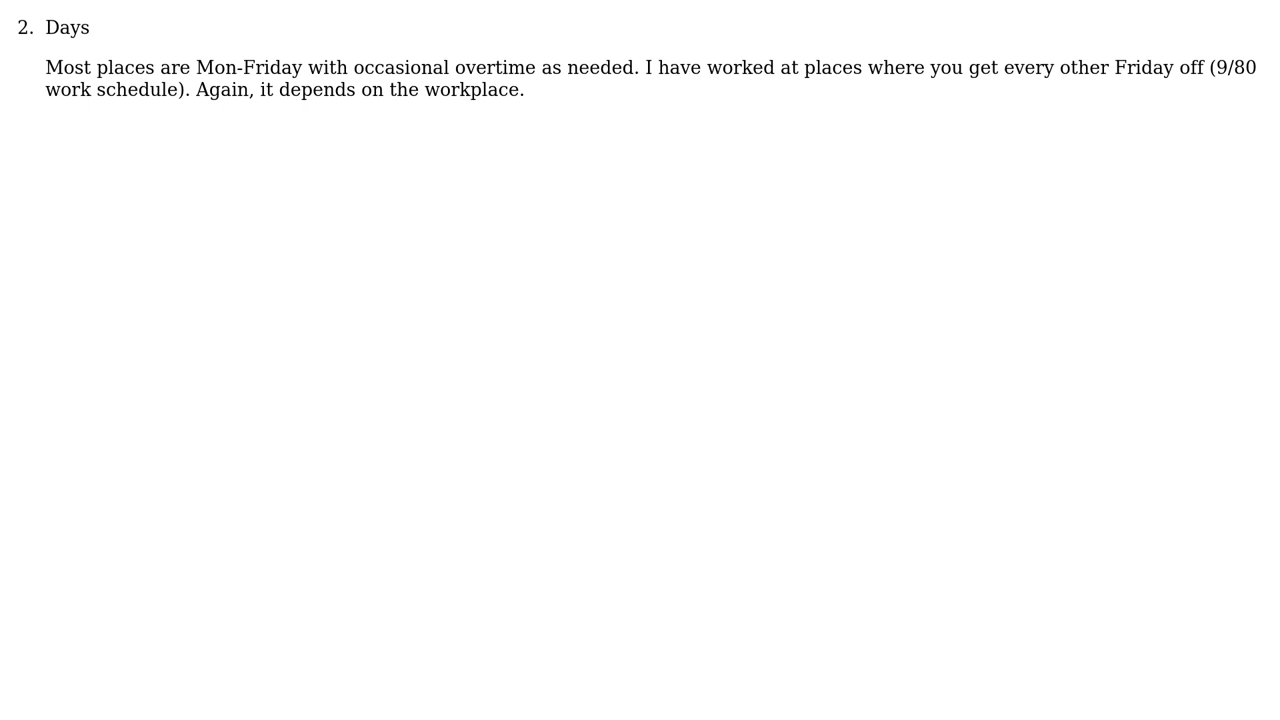 2. Days
Most places are Mon-Friday with occasional overtime as needed. I have worked at places where you get every other Friday off (9/80
work schedule). Again, it depends on the workplace.